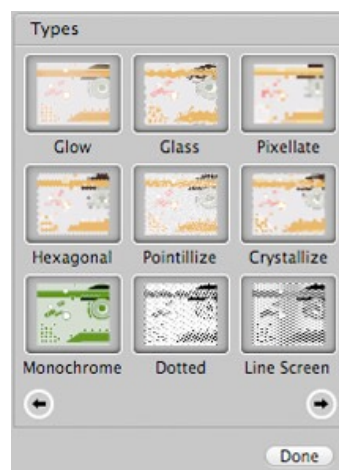 Types
Glow Glass Pixellate
Hexagonal Pointillize Crystallize
Monochrome Dotted Line Screen
Done